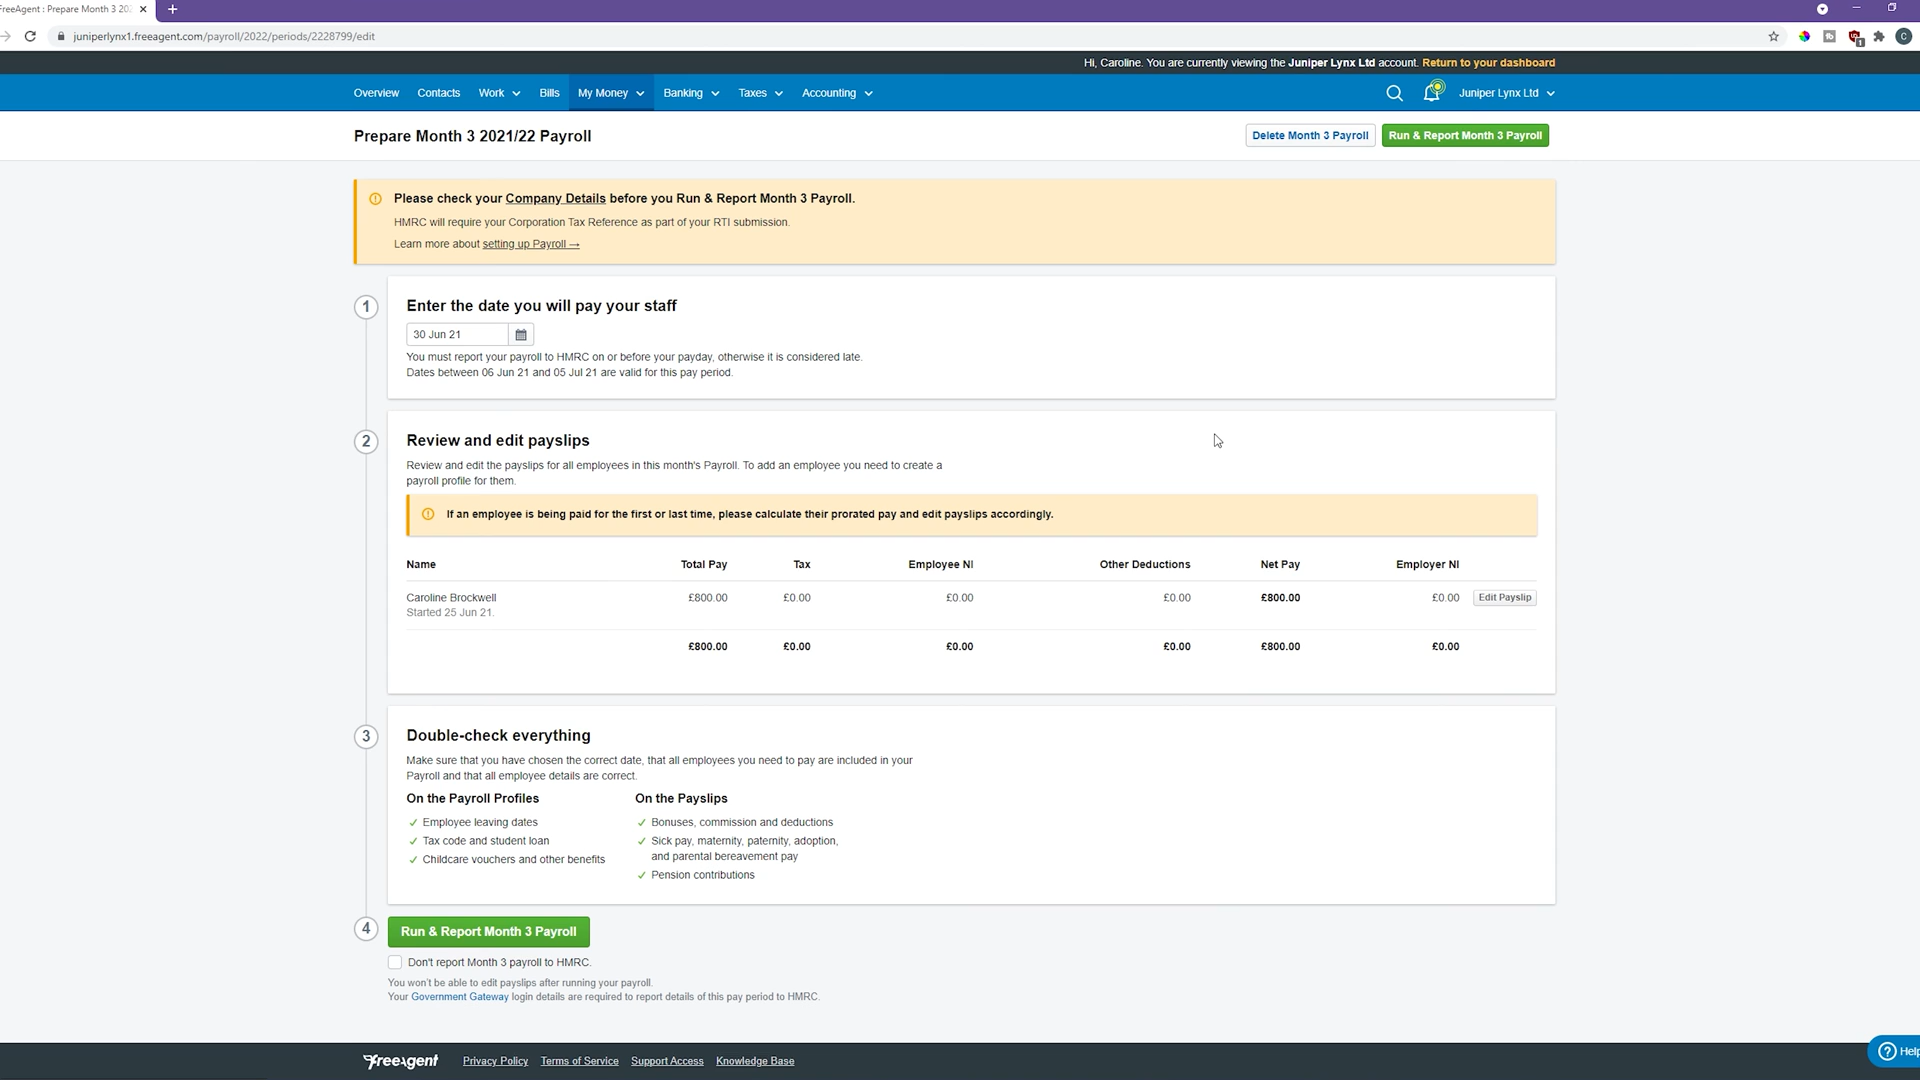 FreeAgent : Prepare Month 3 202
juniperlynx1.freeagent.com/payroll/2022/periods/2228799/edit
C
Hi, Caroline. You are currently viewing the Juniper Lynx Ltd account. Return to your dashboard
Overview Contacts Work Bills My Money Banking Taxes Accounting Juniper Lynx Ltd
Prepare Month 3 2021/22 Payroll
Delete Month 3 Payroll
Run & Report Month 3 Payroll
Please check your Company Details before you Run & Report Month 3 Payroll.
HMRC will require your Corporation Tax Reference as part of your RTI submission.
Learn more about setting up Payroll →
1
Enter the date you will pay your staff
30 Jun 21
You must report your payroll to HMRC on or before your payday, otherwise it is considered late.
Dates between 06 Jun 21 and 05 Jul 21 are valid for this pay period.
2
Review and edit payslips
Review and edit the payslips for all employees in this month's Payroll. To add an employee you need to create a
payroll profile for them.
If an employee is being paid for the first or last time, please calculate their prorated pay and edit payslips accordingly.
Name Total Pay Tax Employee NI Other Deductions Net Pay Employer NI
Caroline Brockwell £800.00 £0.00 £0.00 £0.00 £800.00 £0.00 Edit Payslip
Started 25 Jun 21.
£800.00 £0.00 £0.00 £0.00 £800.00 £0.00
3
Double-check everything
Make sure that you have chosen the correct date, that all employees you need to pay are included in your
Payroll and that all employee details are correct.
On the Payroll Profiles
✓ Employee leaving dates
✓ Tax code and student loan
✓ Childcare vouchers and other benefits
On the Payslips
✓ Bonuses, commission and deductions
✓ Sick pay, maternity, paternity, adoption,
and parental bereavement pay
✓ Pension contributions
4
Run & Report Month 3 Payroll
Don't report Month 3 payroll to HMRC.
You won't be able to edit payslips after running your payroll.
Your Government Gateway login details are required to report details of this pay period to HMRC.
FreeAgent Privacy Policy Terms of Service Support Access Knowledge Base
Help